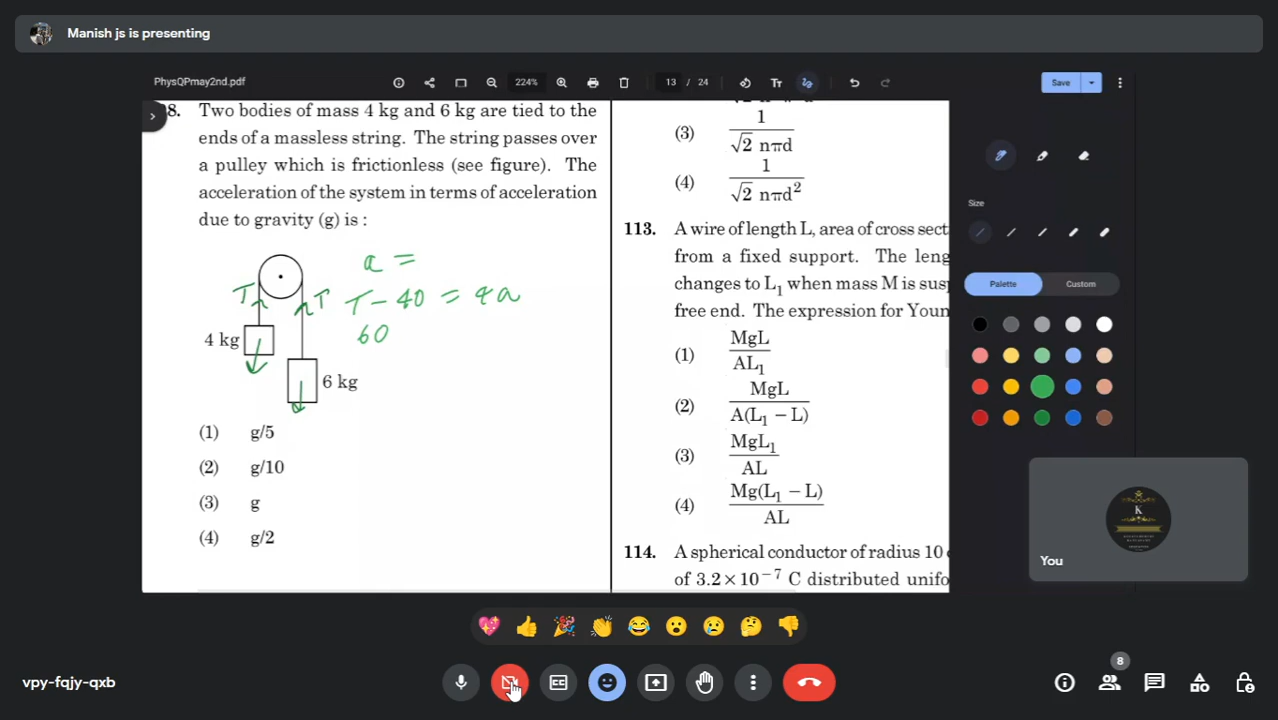 Manish js is presenting
PhysQPmay2nd.pdf
224%
13 / 24
Save
8. Two bodies of mass 4 kg and 6 kg are tied to the
ends of a massless string. The string passes over
a pulley which is frictionless (see figure). The
acceleration of the system in terms of acceleration
due to gravity (g) is :
a =
T T
T - 40 = 4a
60
4 kg
6 kg
(1) g/5
(2) g/10
(3) g
(4) g/2
(3) 1/(√2 nπd)
(4) 1/(√2 nπd²)
113. A wire of length L, area of cross sect
from a fixed support. The leng
changes to L₁ when mass M is sus
free end. The expression for Youn
(1) MgL/AL₁
(2) MgL/A(L₁ − L)
(3) MgL₁/AL
(4) Mg(L₁ − L)/AL
114. A spherical conductor of radius 10
of 3.2×10⁻⁷ C distributed unifo
Size
Palette
Custom
K
You
vpy-fqjy-qxb
8